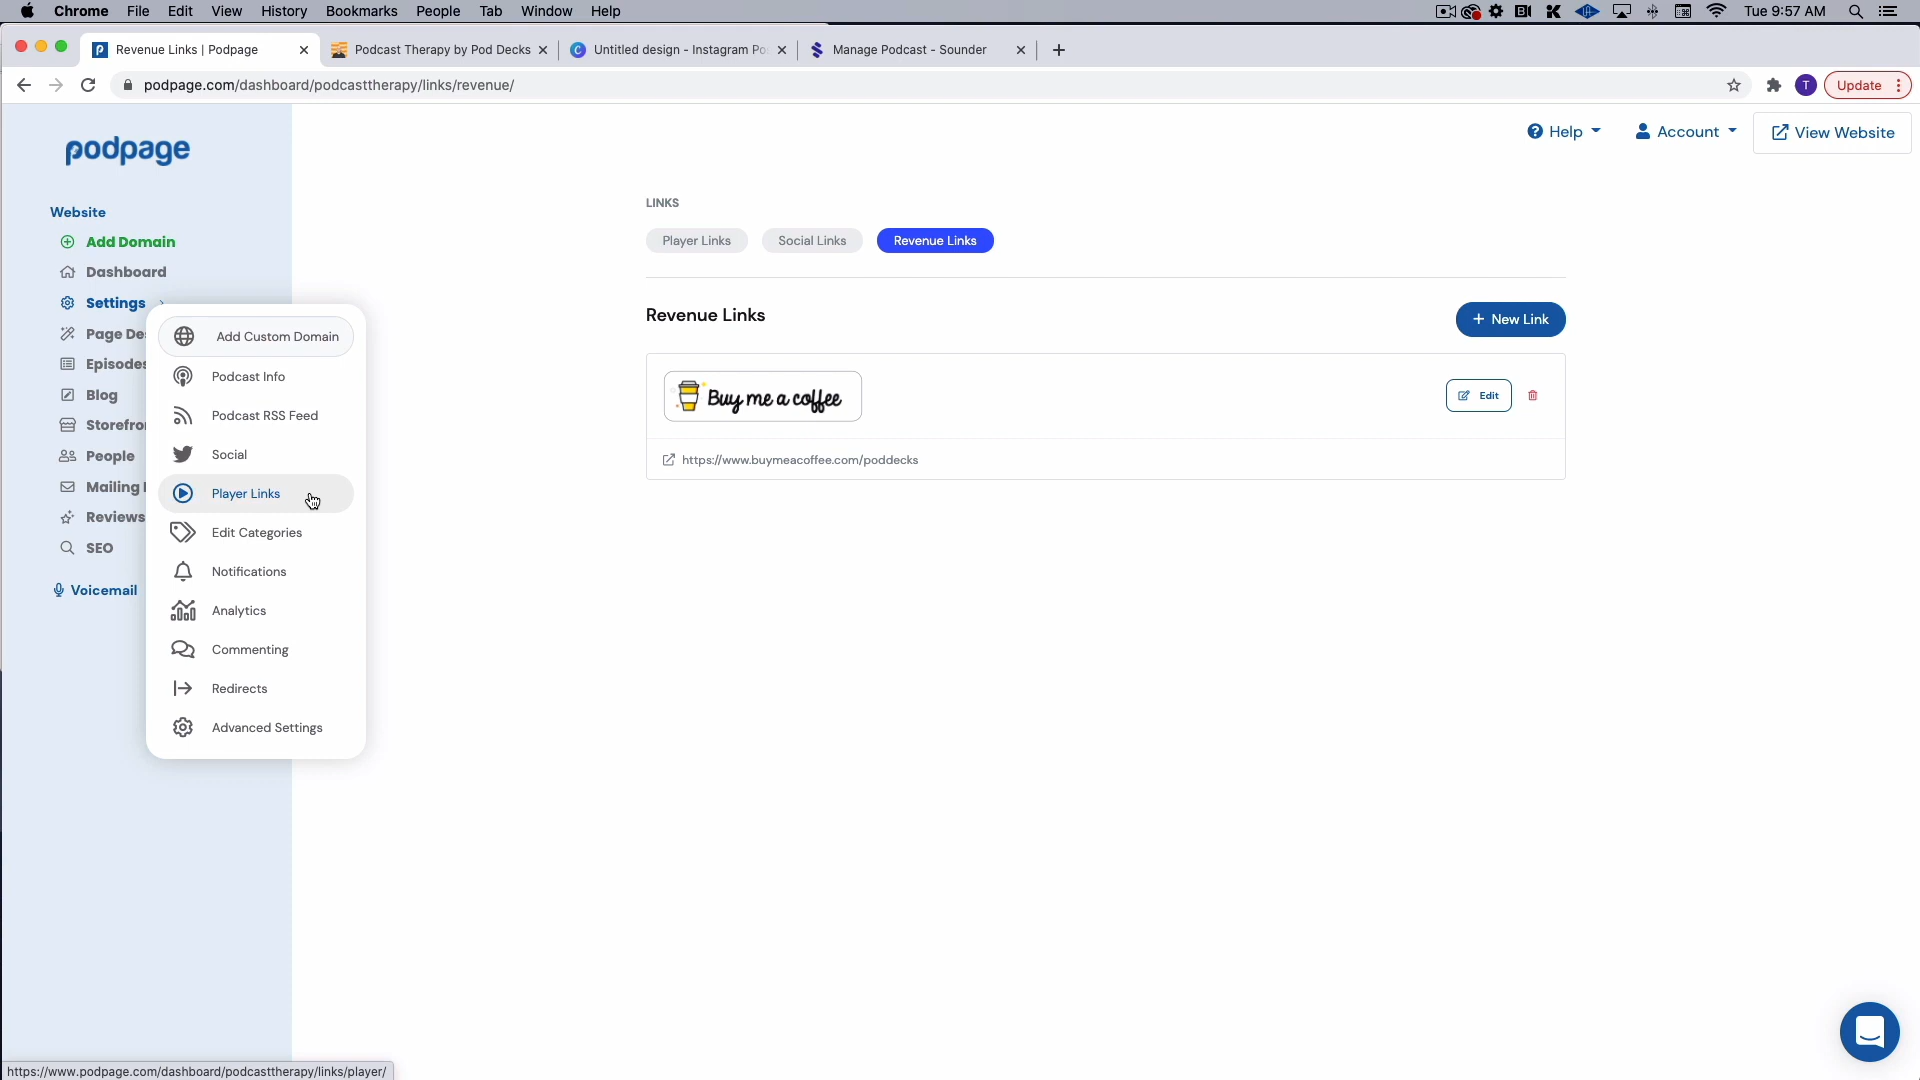 Chrome File Edit View History Bookmarks People Tab Window Help Tue 9:57 AM
Revenue Links | Podpage Podcast Therapy by Pod Decks Untitled design - Instagram Po Manage Podcast - Sounder
podpage.com/dashboard/podcasttherapy/links/revenue/ T Update
podpage
Help Account View Website
Website
Add Domain
Dashboard
Settings
Page De
Episodes
Blog
Storefro
People
Mailing
Reviews
SEO
Voicemail
Add Custom Domain
Podcast Info
Podcast RSS Feed
Social
Player Links
Edit Categories
Notifications
Analytics
Commenting
Redirects
Advanced Settings
LINKS
Player Links Social Links Revenue Links
Revenue Links
+ New Link
Buy me a coffee
Edit
https://www.buymeacoffee.com/poddecks
https://www.podpage.com/dashboard/podcasttherapy/links/player/